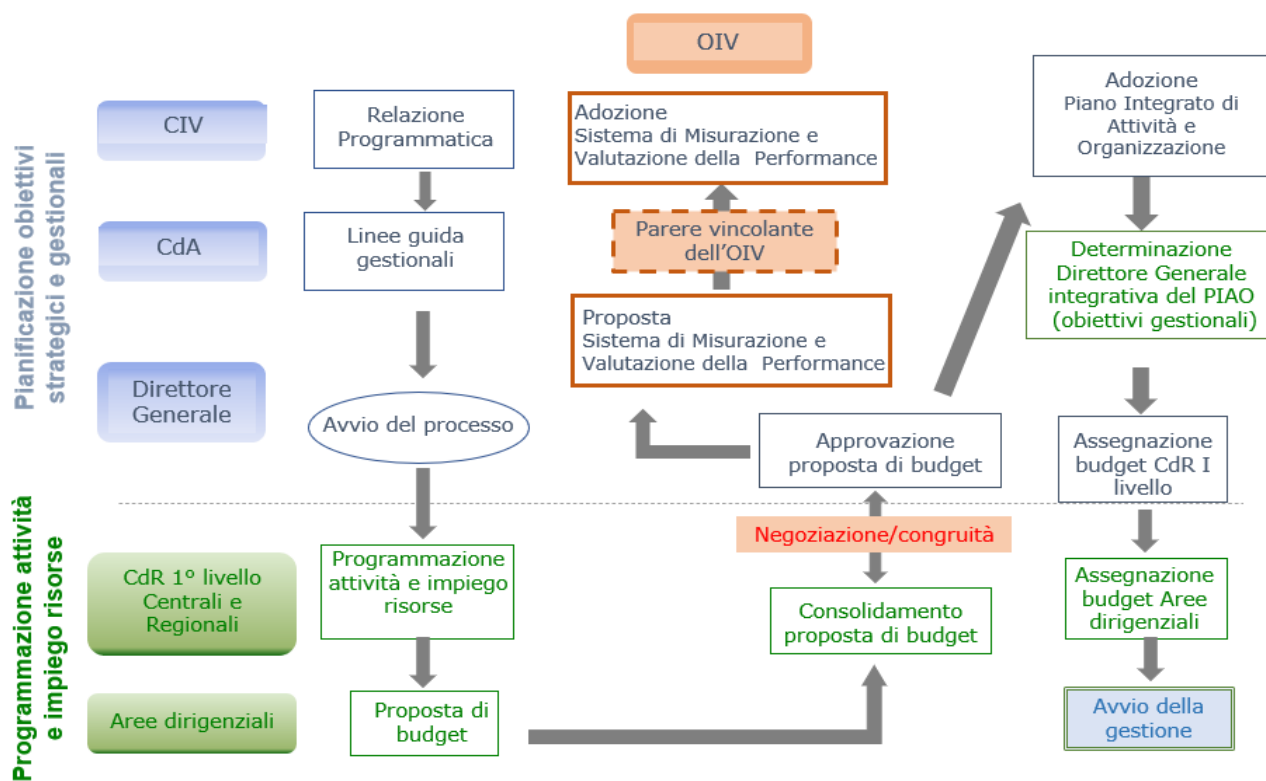 Pianificazione obiettivi
strategici e gestionali
Programmazione attività
e impiego risorse
CIV
CdA
Direttore
Generale
CdR 1º livello
Centrali e
Regionali
Aree dirigenziali
Relazione
Programmatica
Linee guida
gestionali
Avvio del processo
Programmazione
attività e impiego
risorse
Proposta di
budget
OIV
Adozione
Sistema di Misurazione e
Valutazione della Performance
Parere vincolante
dell’OIV
Proposta
Sistema di Misurazione e
Valutazione della Performance
Approvazione
proposta di budget
Negoziazione/congruità
Consolidamento
proposta di budget
Adozione
Piano Integrato di
Attività e
Organizzazione
Determinazione
Direttore Generale
integrativa del PIAO
(obiettivi gestionali)
Assegnazione
budget CdR I
livello
Assegnazione
budget Aree
dirigenziali
Avvio della
gestione